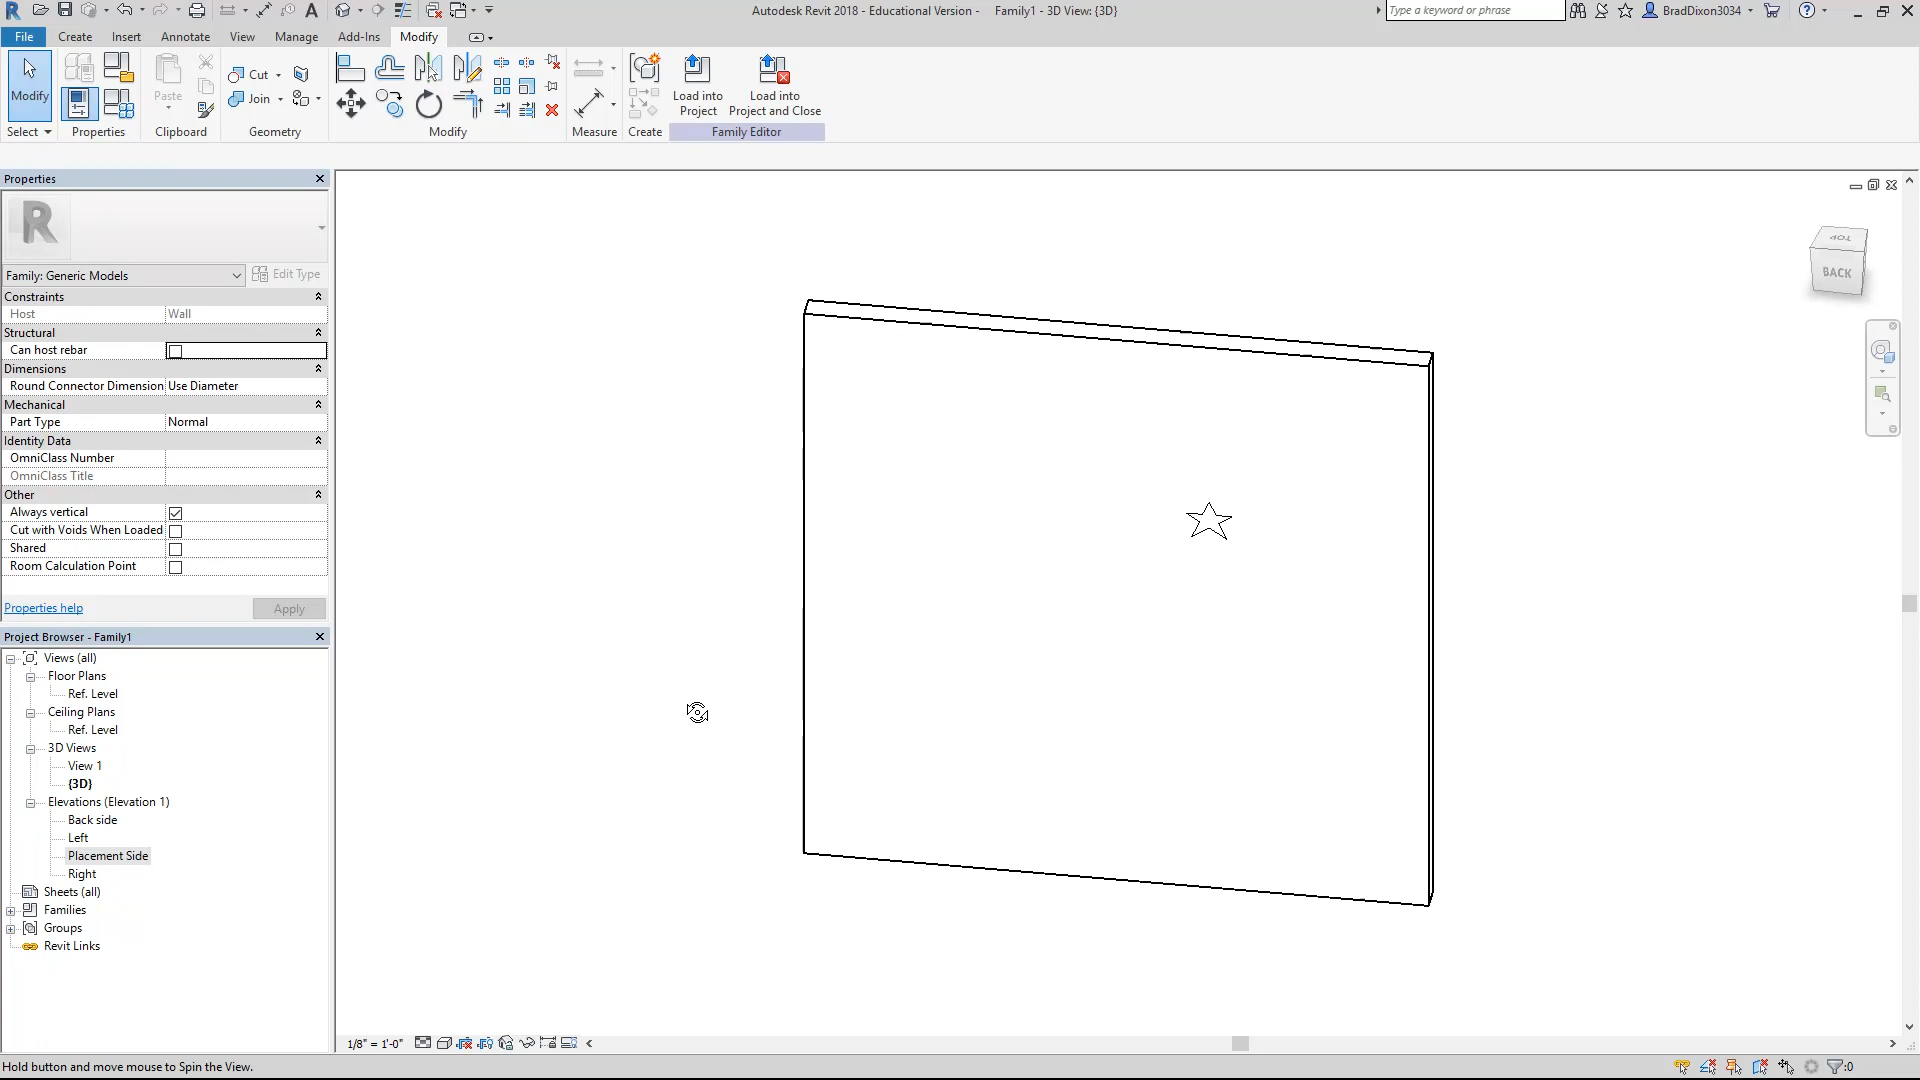 Autodesk Revit 2018 - Educational Version - Family1 - 3D View: {3D}
Type a keyword or phrase
BradDixon3034
File Create Insert Annotate View Manage Add-Ins Modify
Modify
Paste
Cut
Join
Load into
Project
Load into
Project and Close
Select Properties Clipboard Geometry Modify Measure Create Family Editor
Properties
R
Family: Generic Models
Edit Type
Constraints
Host Wall
Structural
Can host rebar
Dimensions
Round Connector Dimension Use Diameter
Mechanical
Part Type Normal
Identity Data
OmniClass Number
OmniClass Title
Other
Always vertical
Cut with Voids When Loaded
Shared
Room Calculation Point
Properties help
Apply
Project Browser - Family1
Views (all)
Floor Plans
Ref. Level
Ceiling Plans
Ref. Level
3D Views
View 1
{3D}
Elevations (Elevation 1)
Back side
Left
Placement Side
Right
Sheets (all)
Families
Groups
Revit Links
TOP
BACK
1/8" = 1'-0"
Hold button and move mouse to Spin the View.
:0